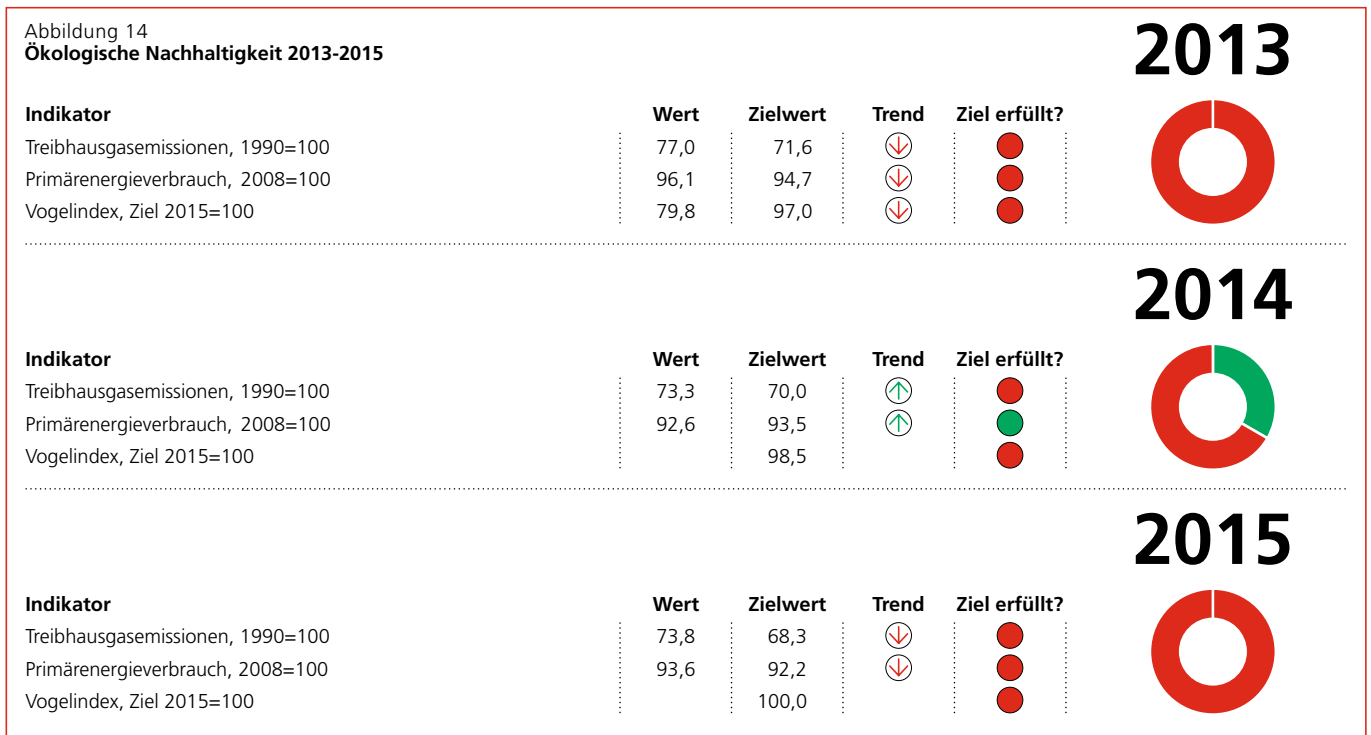 Abbildung 14
Ökologische Nachhaltigkeit 2013-2015
2013
Indikator Wert Zielwert Trend Ziel erfüllt?
Treibhausgasemissionen, 1990=100 77,0 71,6
Primärenergieverbrauch, 2008=100 96,1 94,7
Vogelindex, Ziel 2015=100 79,8 97,0
2014
Indikator Wert Zielwert Trend Ziel erfüllt?
Treibhausgasemissionen, 1990=100 73,3 70,0
Primärenergieverbrauch, 2008=100 92,6 93,5
Vogelindex, Ziel 2015=100 98,5
2015
Indikator Wert Zielwert Trend Ziel erfüllt?
Treibhausgasemissionen, 1990=100 73,8 68,3
Primärenergieverbrauch, 2008=100 93,6 92,2
Vogelindex, Ziel 2015=100 100,0